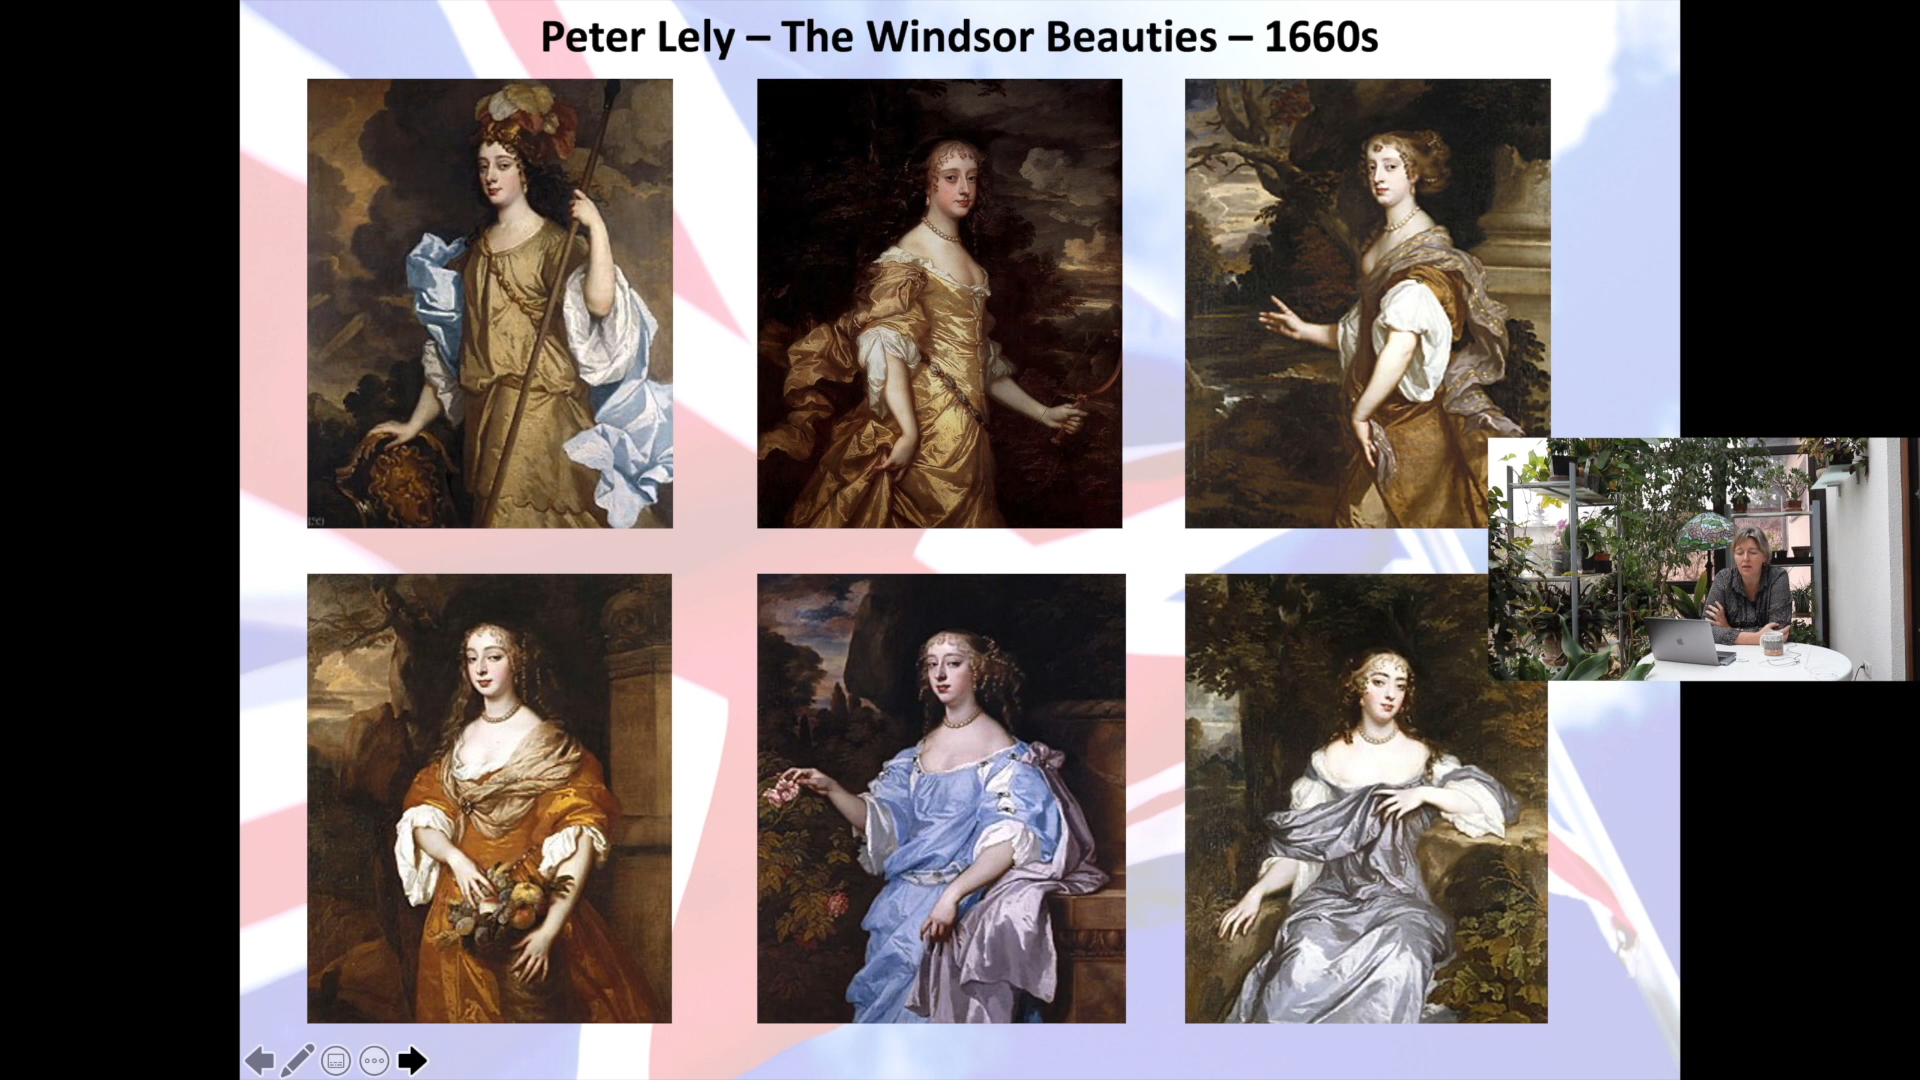 Peter Lely – The Windsor Beauties – 1660s